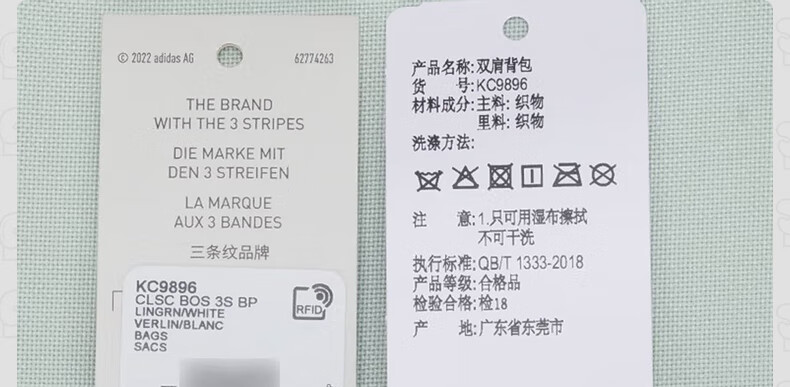 © 2022 adidas AG
62774263
THE BRAND
WITH THE 3 STRIPES
DIE MARKE MIT
DEN 3 STREIFEN
LA MARQUE
AUX 3 BANDES
三条纹品牌
KC9896
CLSC BOS 3S BP
LINGRN/WHITE
VERLIN/BLANC
BAGS
SACS
RFID
产品名称:双肩背包
货 号:KC9896
材料成分:主料: 织物
里料: 织物
洗涤方法:
注 意:1.只可用湿布擦拭
不可干洗
执行标准:QB/T 1333-2018
产品等级:合格品
检验合格:检18
产 地:广东省东莞市